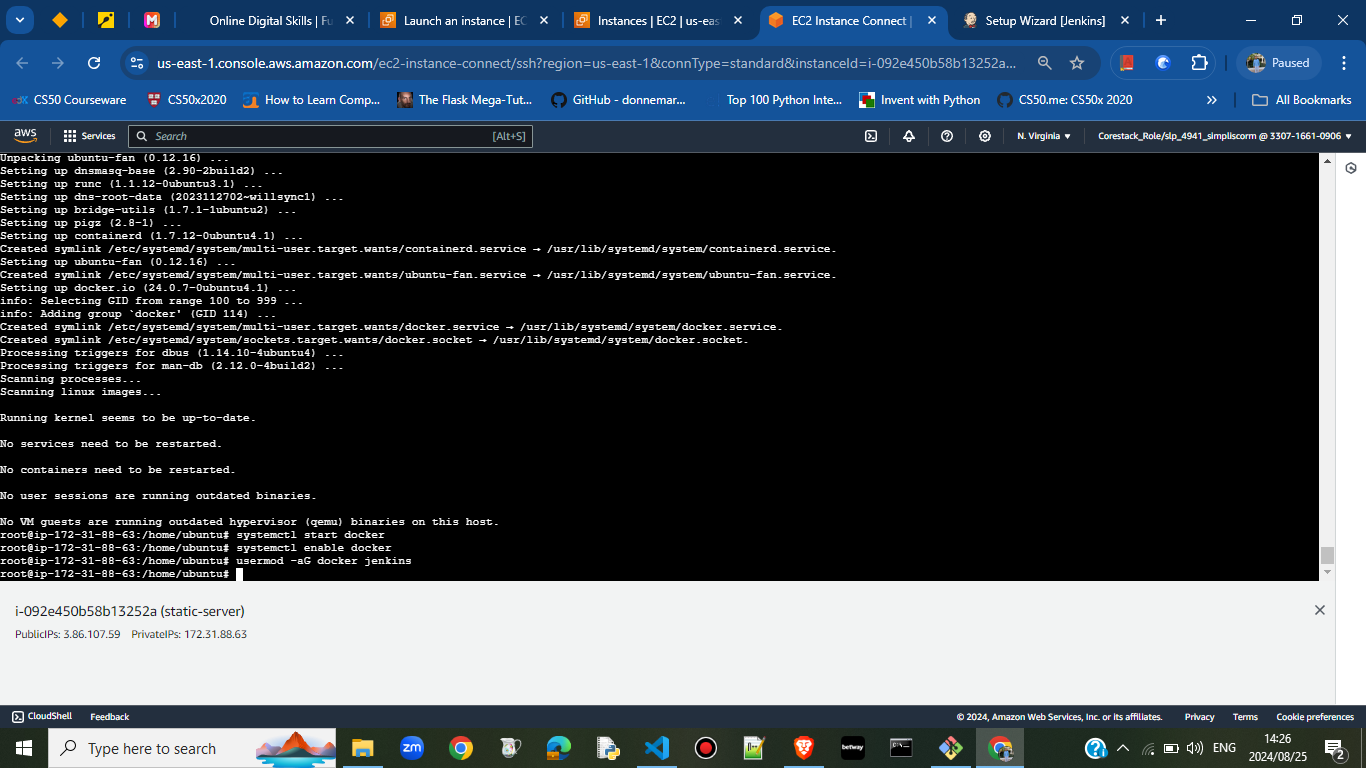 Online Digital Skills | Fu
Launch an instance | EC
Instances | EC2 | us-eas
EC2 Instance Connect |
Setup Wizard [Jenkins]
us-east-1.console.aws.amazon.com/ec2-instance-connect/ssh?region=us-east-1&connType=standard&instanceId=i-092e450b58b13252a...
Paused
CS50 Courseware
CS50x2020
How to Learn Comp...
The Flask Mega-Tut...
GitHub - donnemar...
Top 100 Python Inte...
Invent with Python
CS50.me: CS50x 2020
»
All Bookmarks
aws
Services
Search
[Alt+S]
N. Virginia
Corestack_Role/slp_4941_simpliscorm @ 3307-1661-0906
Unpacking ubuntu-fan (0.12.16) ...
Setting up dnsmasq-base (2.90-2build2) ...
Setting up runc (1.1.12-0ubuntu3.1) ...
Setting up dns-root-data (2023112702~willsync1) ...
Setting up bridge-utils (1.7.1-1ubuntu2) ...
Setting up pigz (2.8-1) ...
Setting up containerd (1.7.12-0ubuntu4.1) ...
Created symlink /etc/systemd/system/multi-user.target.wants/containerd.service → /usr/lib/systemd/system/containerd.service.
Setting up ubuntu-fan (0.12.16) ...
Created symlink /etc/systemd/system/multi-user.target.wants/ubuntu-fan.service → /usr/lib/systemd/system/ubuntu-fan.service.
Setting up docker.io (24.0.7-0ubuntu4.1) ...
info: Selecting GID from range 100 to 999 ...
info: Adding group `docker' (GID 114) ...
Created symlink /etc/systemd/system/multi-user.target.wants/docker.service → /usr/lib/systemd/system/docker.service.
Created symlink /etc/systemd/system/sockets.target.wants/docker.socket → /usr/lib/systemd/system/docker.socket.
Processing triggers for dbus (1.14.10-4ubuntu4) ...
Processing triggers for man-db (2.12.0-4build2) ...
Scanning processes...
Scanning linux images...
Running kernel seems to be up-to-date.
No services need to be restarted.
No containers need to be restarted.
No user sessions are running outdated binaries.
No VM guests are running outdated hypervisor (qemu) binaries on this host.
root@ip-172-31-88-63:/home/ubuntu# systemctl start docker
root@ip-172-31-88-63:/home/ubuntu# systemctl enable docker
root@ip-172-31-88-63:/home/ubuntu# usermod -aG docker jenkins
root@ip-172-31-88-63:/home/ubuntu#
i-092e450b58b13252a (static-server)
PublicIPs: 3.86.107.59 PrivateIPs: 172.31.88.63
CloudShell
Feedback
© 2024, Amazon Web Services, Inc. or its affiliates.
Privacy
Terms
Cookie preferences
Type here to search
zm
betway
ENG
14:26
2024/08/25
2